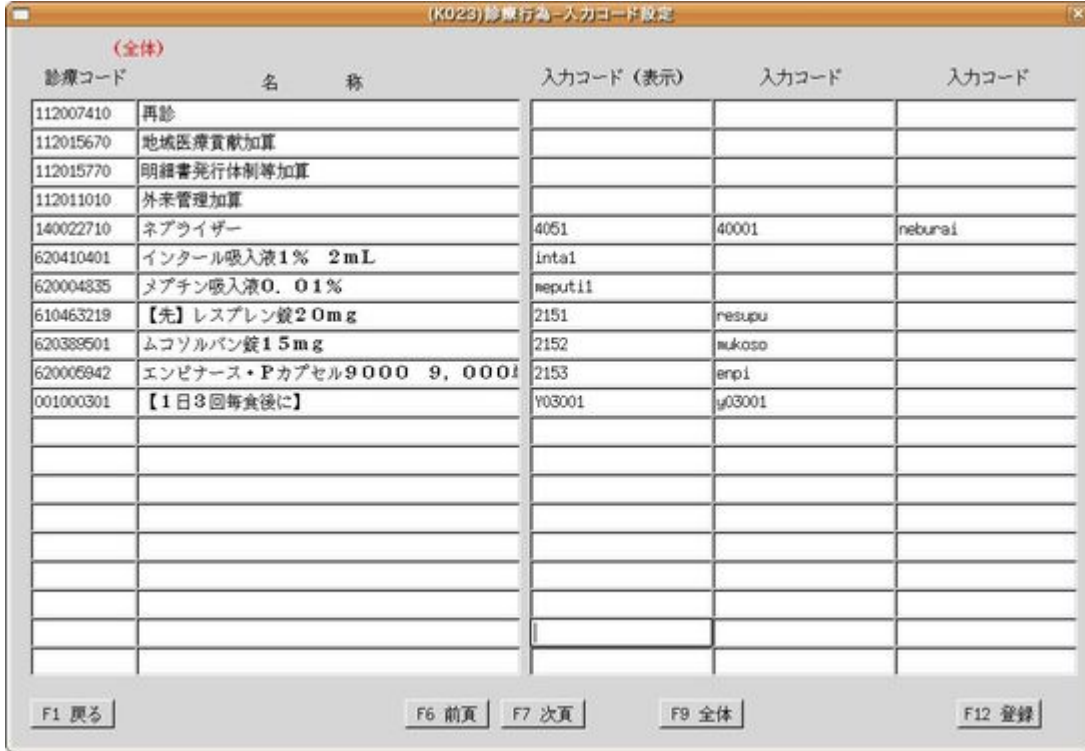 (K023)診療行為-入力コード設定
(全体)
診療コード 名 称 入力コード (表示) 入力コード 入力コード
112007410 再診
112015670 地域医療貢献加算
112015770 明細書発行体制等加算
112011010 外来管理加算
140022710 ネブライザー 4051 40001 neburai
620410401 インタール吸入液1% 2mL inta1
620004835 メプチン吸入液0.01% meputi1
610463219 【先】レスプレン錠20mg 2151 resupu
620389501 ムコソルバン錠15mg 2152 mukoso
620005942 エンピナース・Pカプセル9000 9,000 2153 enpi
001000301 【1日3回毎食後に】 Y03001 y03001
F1 戻る F6 前頁 F7 次頁 F9 全体 F12 登録